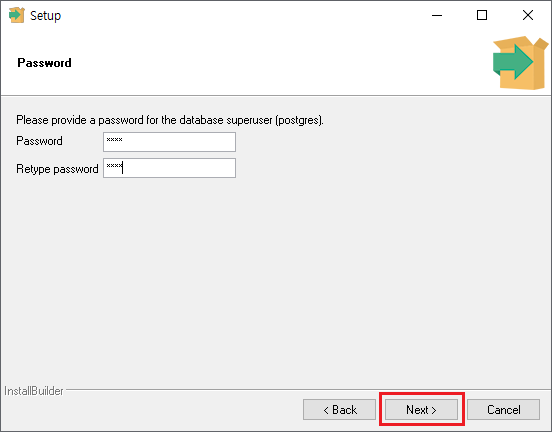 Setup
Password
Please provide a password for the database superuser (postgres).
Password ****
Retype password ****
InstallBuilder
< Back Next > Cancel